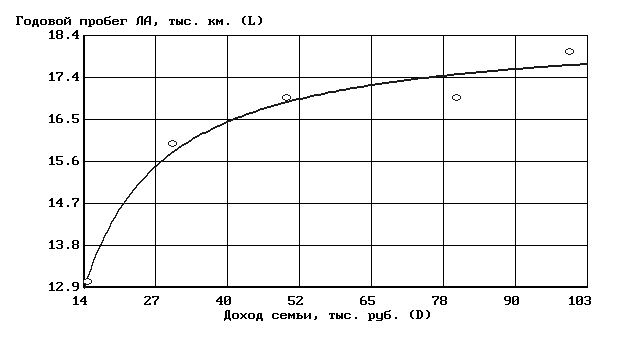 Годовой пробег ЛА, тыс. км. (L)
18.4
17.4
16.5
15.6
14.7
13.8
12.9
14 27 40 52 65 78 90 103
Доход семьи, тыс. руб. (D)